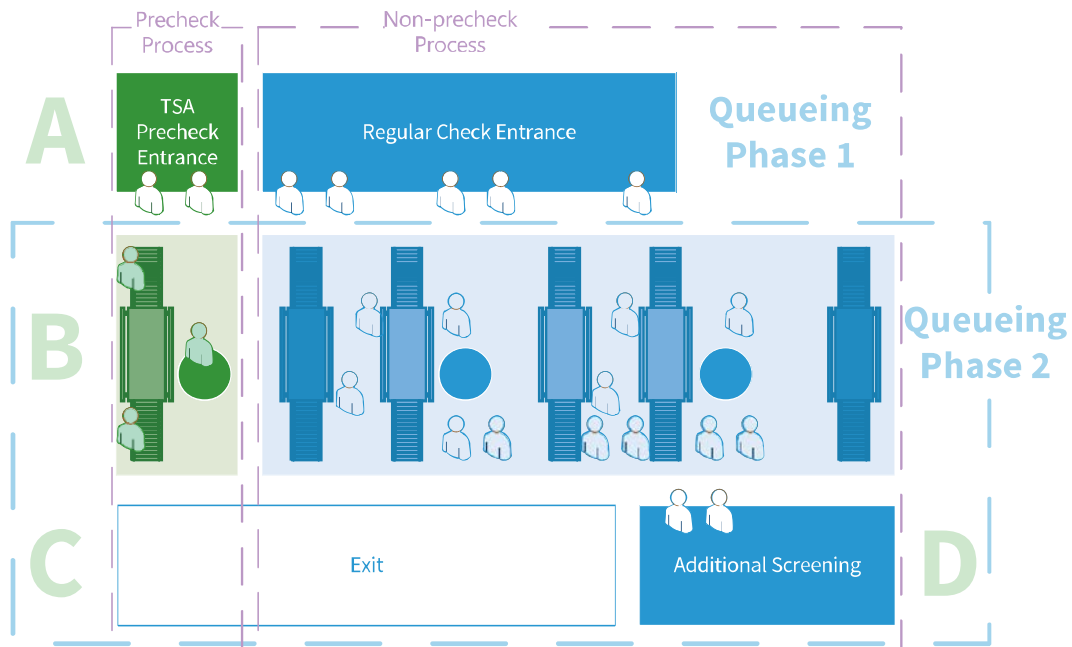 Precheck
Process
Non-precheck
Process
A
TSA
Precheck
Entrance
Regular Check Entrance
Queueing
Phase 1
B
Queueing
Phase 2
C
Exit
Additional Screening
D